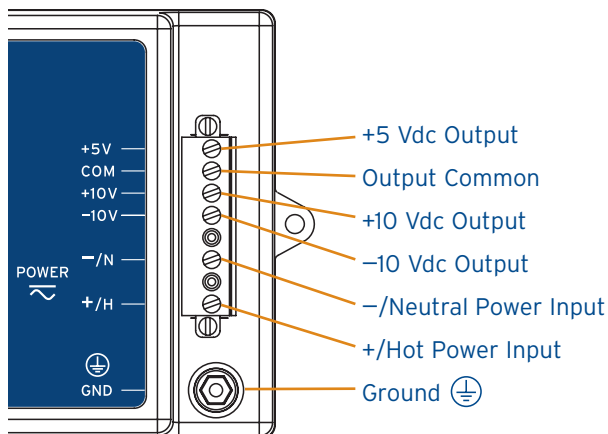 +5V
COM
+10V
−10V
−/N
POWER
+/H
GND
+5 Vdc Output
Output Common
+10 Vdc Output
−10 Vdc Output
−/Neutral Power Input
+/Hot Power Input
Ground